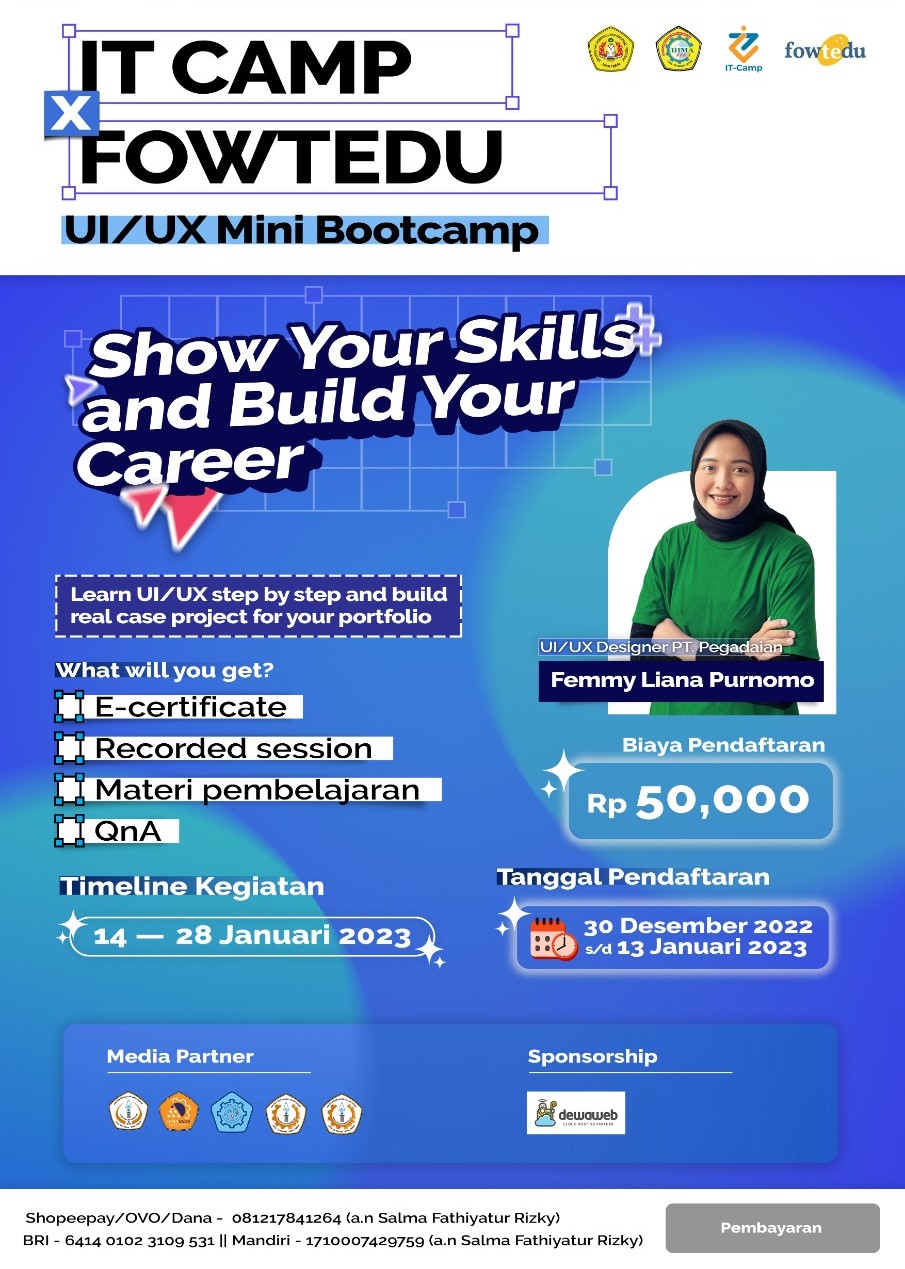 IT CAMP
X
FOWTEDU
UI/UX Mini Bootcamp
HIMA
IT-Camp
fowtedu
Show Your Skills
and Build Your
Career
Learn UI/UX step by step and build
real case project for your portfolio
What will you get?
E-certificate
Recorded session
Materi pembelajaran
QnA
UI/UX Designer PT. Pegadaian
Femmy Liana Purnomo
Biaya Pendaftaran
Rp 50,000
Timeline Kegiatan
14 — 28 Januari 2023
Tanggal Pendaftaran
30 Desember 2022
s/d 13 Januari 2023
Media Partner
Sponsorship
dewaweb
CLOUD HOSTING PARTNER
Shopeepay/OVO/Dana - 081217841264 (a.n Salma Fathiyatur Rizky)
BRI - 6414 0102 3109 531 || Mandiri - 1710007429759 (a.n Salma Fathiyatur Rizky)
Pembayaran